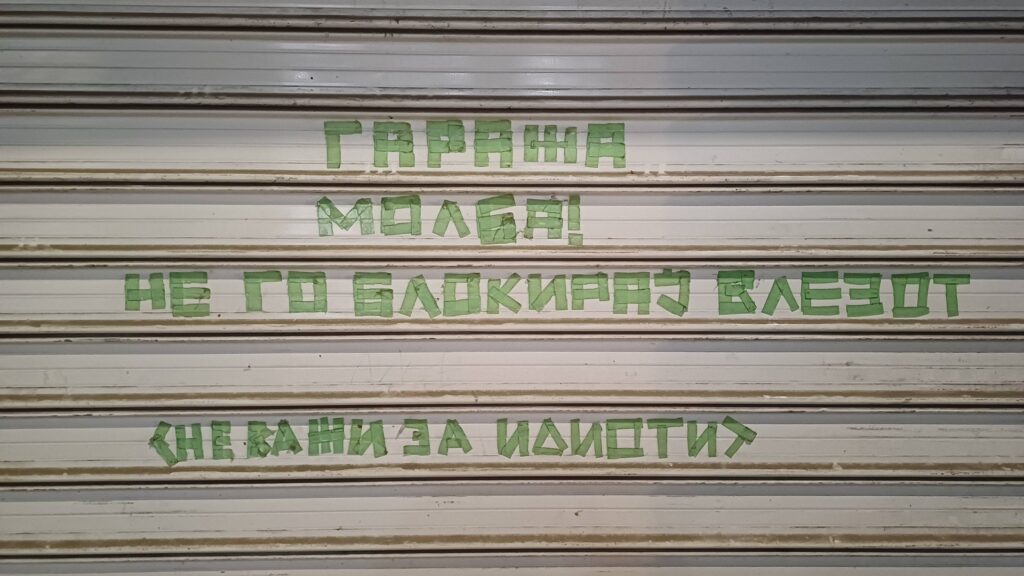 ГАРАЖА
МОЛБА!
НЕ ГО БЛОКИРАЈ ВЛЕЗОТ
(НЕ ВАЖИ ЗА ИДИОТИ)